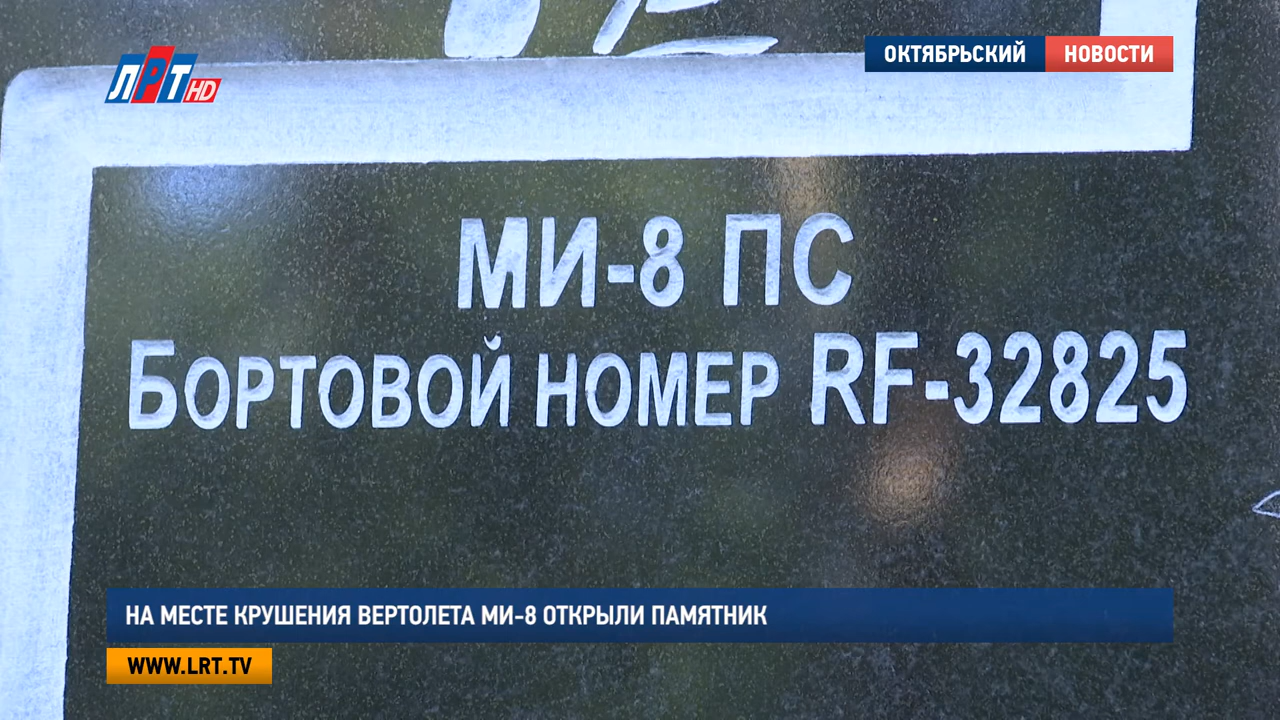 ЛРТ HD
ОКТЯБРЬСКИЙ НОВОСТИ
МИ-8 ПС
БОРТОВОЙ НОМЕР RF-32825
НА МЕСТЕ КРУШЕНИЯ ВЕРТОЛЕТА МИ-8 ОТКРЫЛИ ПАМЯТНИК
WWW.LRT.TV